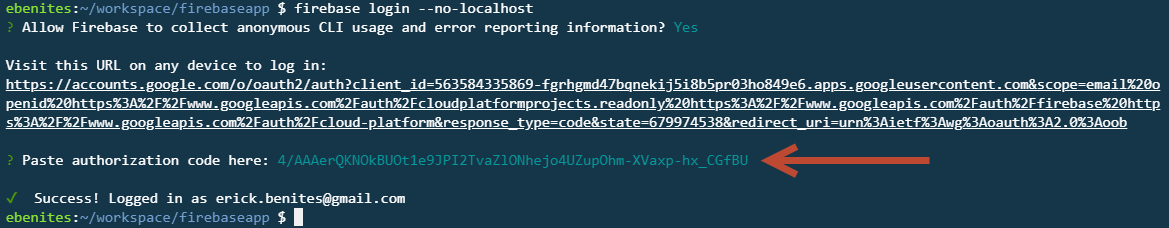 ebenites:~/workspace/firebaseapp $ firebase login --no-localhost
? Allow Firebase to collect anonymous CLI usage and error reporting information? Yes
Visit this URL on any device to log in:
https://accounts.google.com/o/oauth2/auth?client_id=563584335869-fgrhgmd47bqnekij5i8b5pr03ho849e6.apps.googleusercontent.com&scope=email%20o
penid%20https%3A%2F%2Fwww.googleapis.com%2Fauth%2Fcloudplatformprojects.readonly%20https%3A%2F%2Fwww.googleapis.com%2Fauth%2Ffirebase%20http
s%3A%2F%2Fwww.googleapis.com%2Fauth%2Fcloud-platform&response_type=code&state=679974538&redirect_uri=urn%3Aietf%3Awg%3Aoauth%3A2.0%3Aoob
? Paste authorization code here: 4/AAAerQKNOkBUOt1e9JPI2TvaZlONhejo4UZupOhm-XVaxp-hx_CGfBU
✓ Success! Logged in as erick.benites@gmail.com
ebenites:~/workspace/firebaseapp $